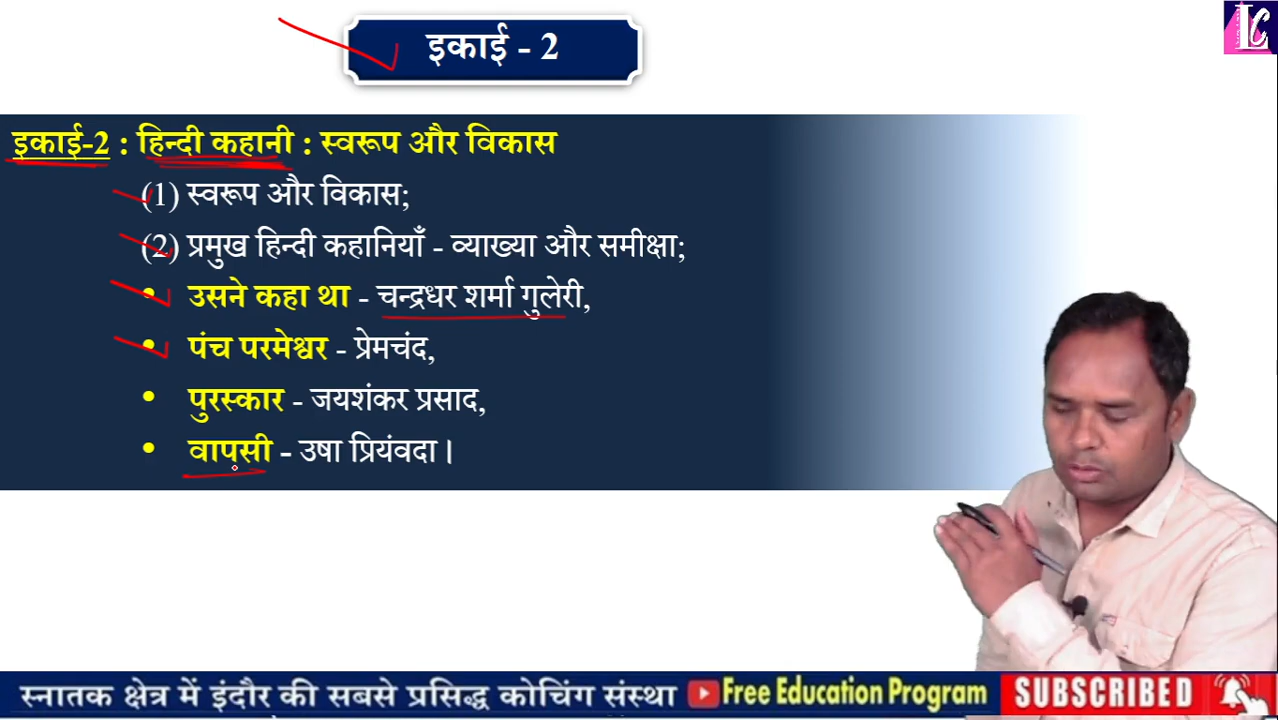 इकाई - 2
LC
इकाई-2 : हिन्दी कहानी : स्वरूप और विकास
(1) स्वरूप और विकास;
(2) प्रमुख हिन्दी कहानियाँ - व्याख्या और समीक्षा;
• उसने कहा था - चन्द्रधर शर्मा गुलेरी,
• पंच परमेश्वर - प्रेमचंद,
• पुरस्कार - जयशंकर प्रसाद,
• वापसी - उषा प्रियंवदा।
स्नातक क्षेत्र में इंदौर की सबसे प्रसिद्ध कोचिंग संस्था Free Education Program SUBSCRIBED